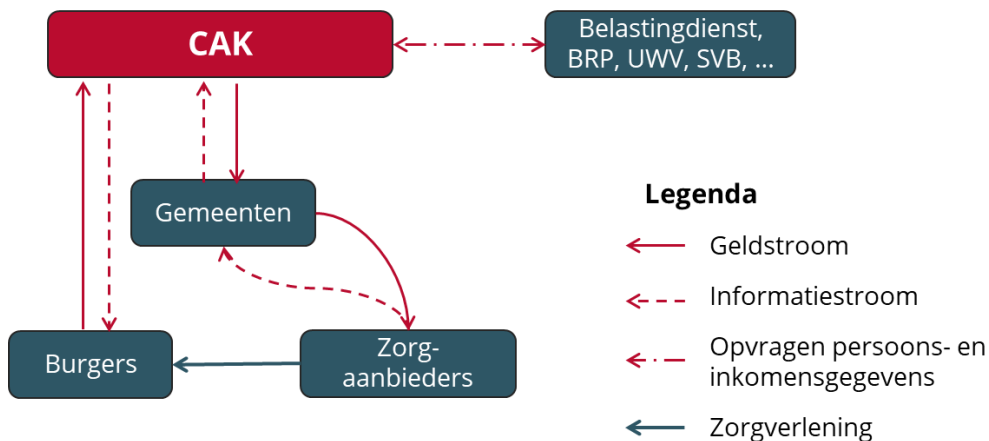 CAK
Belastingdienst,
BRP, UWV, SVB, ...
Gemeenten
Burgers
Zorg-
aanbieders
Legenda
Geldstroom
Informatiestroom
Opvragen persoons- en
inkomensgegevens
Zorgverlening